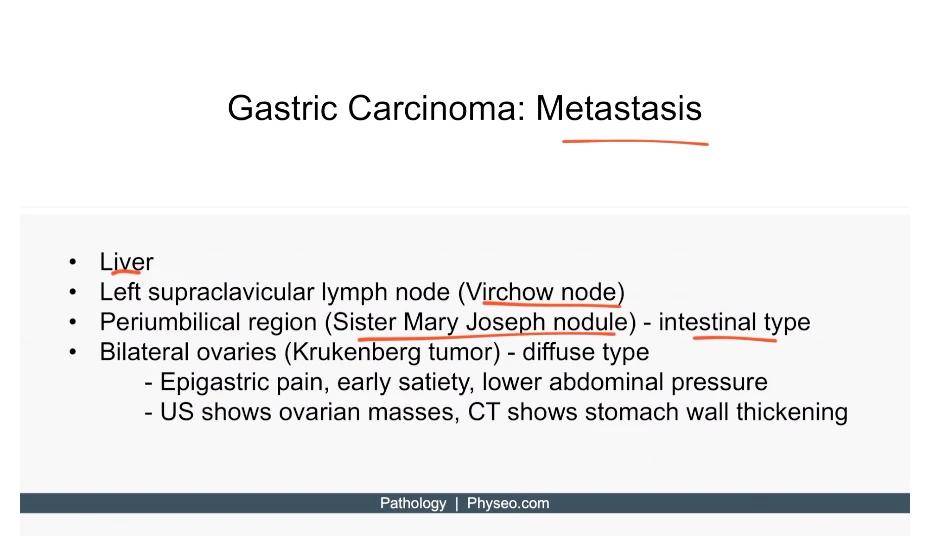 Gastric Carcinoma: Metastasis
• Liver
• Left supraclavicular lymph node (Virchow node)
• Periumbilical region (Sister Mary Joseph nodule) - intestinal type
• Bilateral ovaries (Krukenberg tumor) - diffuse type
- Epigastric pain, early satiety, lower abdominal pressure
- US shows ovarian masses, CT shows stomach wall thickening
Pathology | Physeo.com